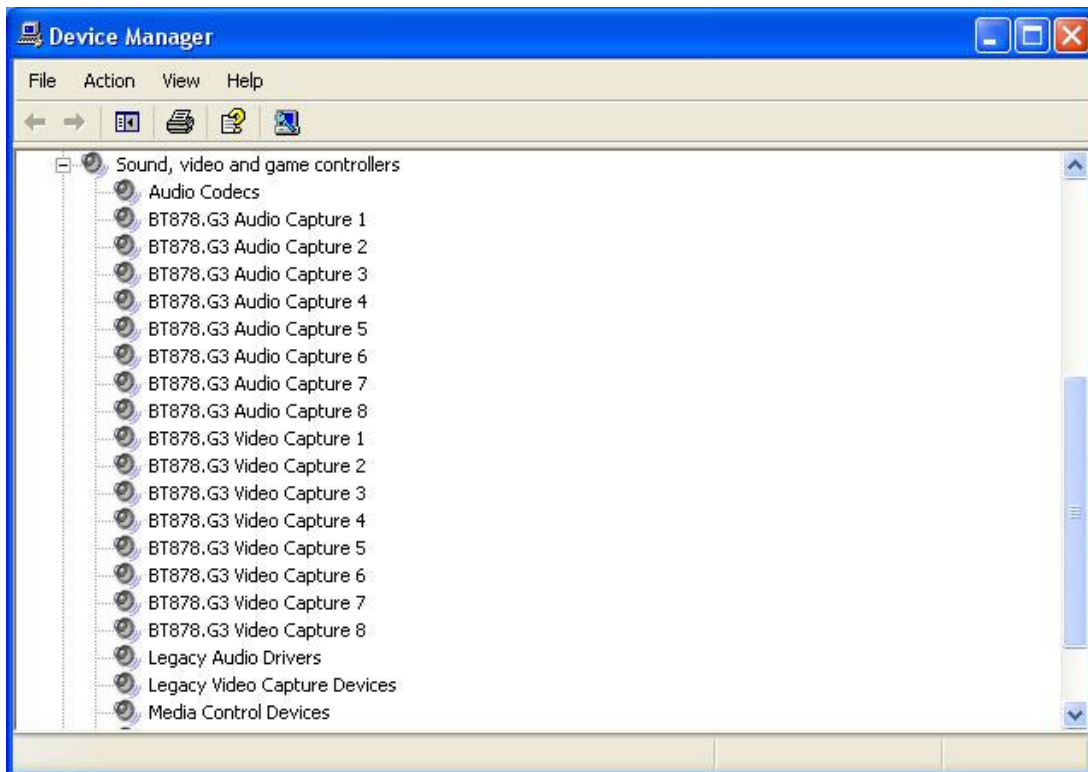 Device Manager
File Action View Help
Sound, video and game controllers
Audio Codecs
BT878.G3 Audio Capture 1
BT878.G3 Audio Capture 2
BT878.G3 Audio Capture 3
BT878.G3 Audio Capture 4
BT878.G3 Audio Capture 5
BT878.G3 Audio Capture 6
BT878.G3 Audio Capture 7
BT878.G3 Audio Capture 8
BT878.G3 Video Capture 1
BT878.G3 Video Capture 2
BT878.G3 Video Capture 3
BT878.G3 Video Capture 4
BT878.G3 Video Capture 5
BT878.G3 Video Capture 6
BT878.G3 Video Capture 7
BT878.G3 Video Capture 8
Legacy Audio Drivers
Legacy Video Capture Devices
Media Control Devices